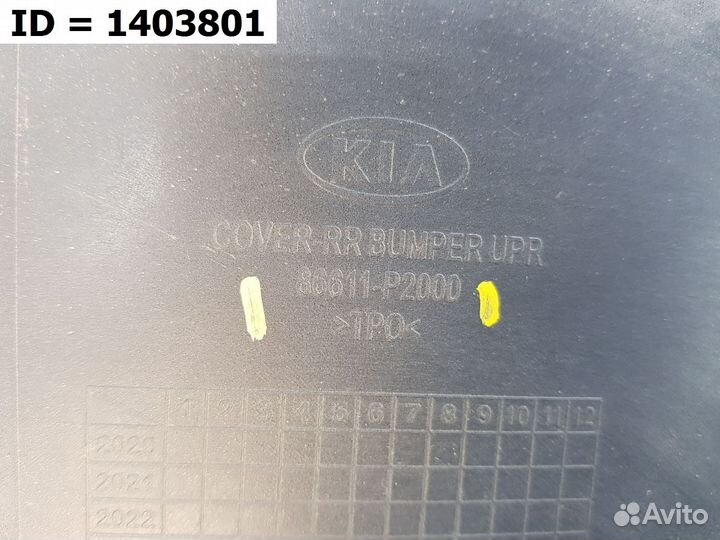 ID = 1403801
KIA
COVER-RR BUMPER UPR
86611-P2000
>TPO<
1 2 3 4 5 6 7 8 9 10 11 12
2020
2021
2022
Avito